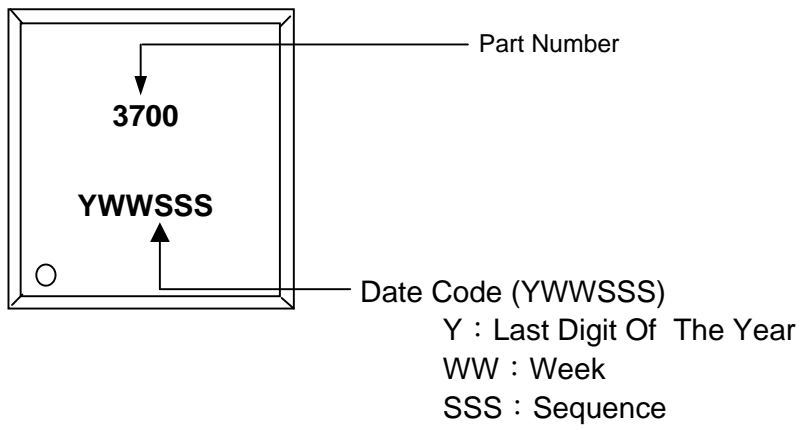 Part Number
3700
YWWSSS
Date Code (YWWSSS)
Y：Last Digit Of The Year
WW：Week
SSS：Sequence